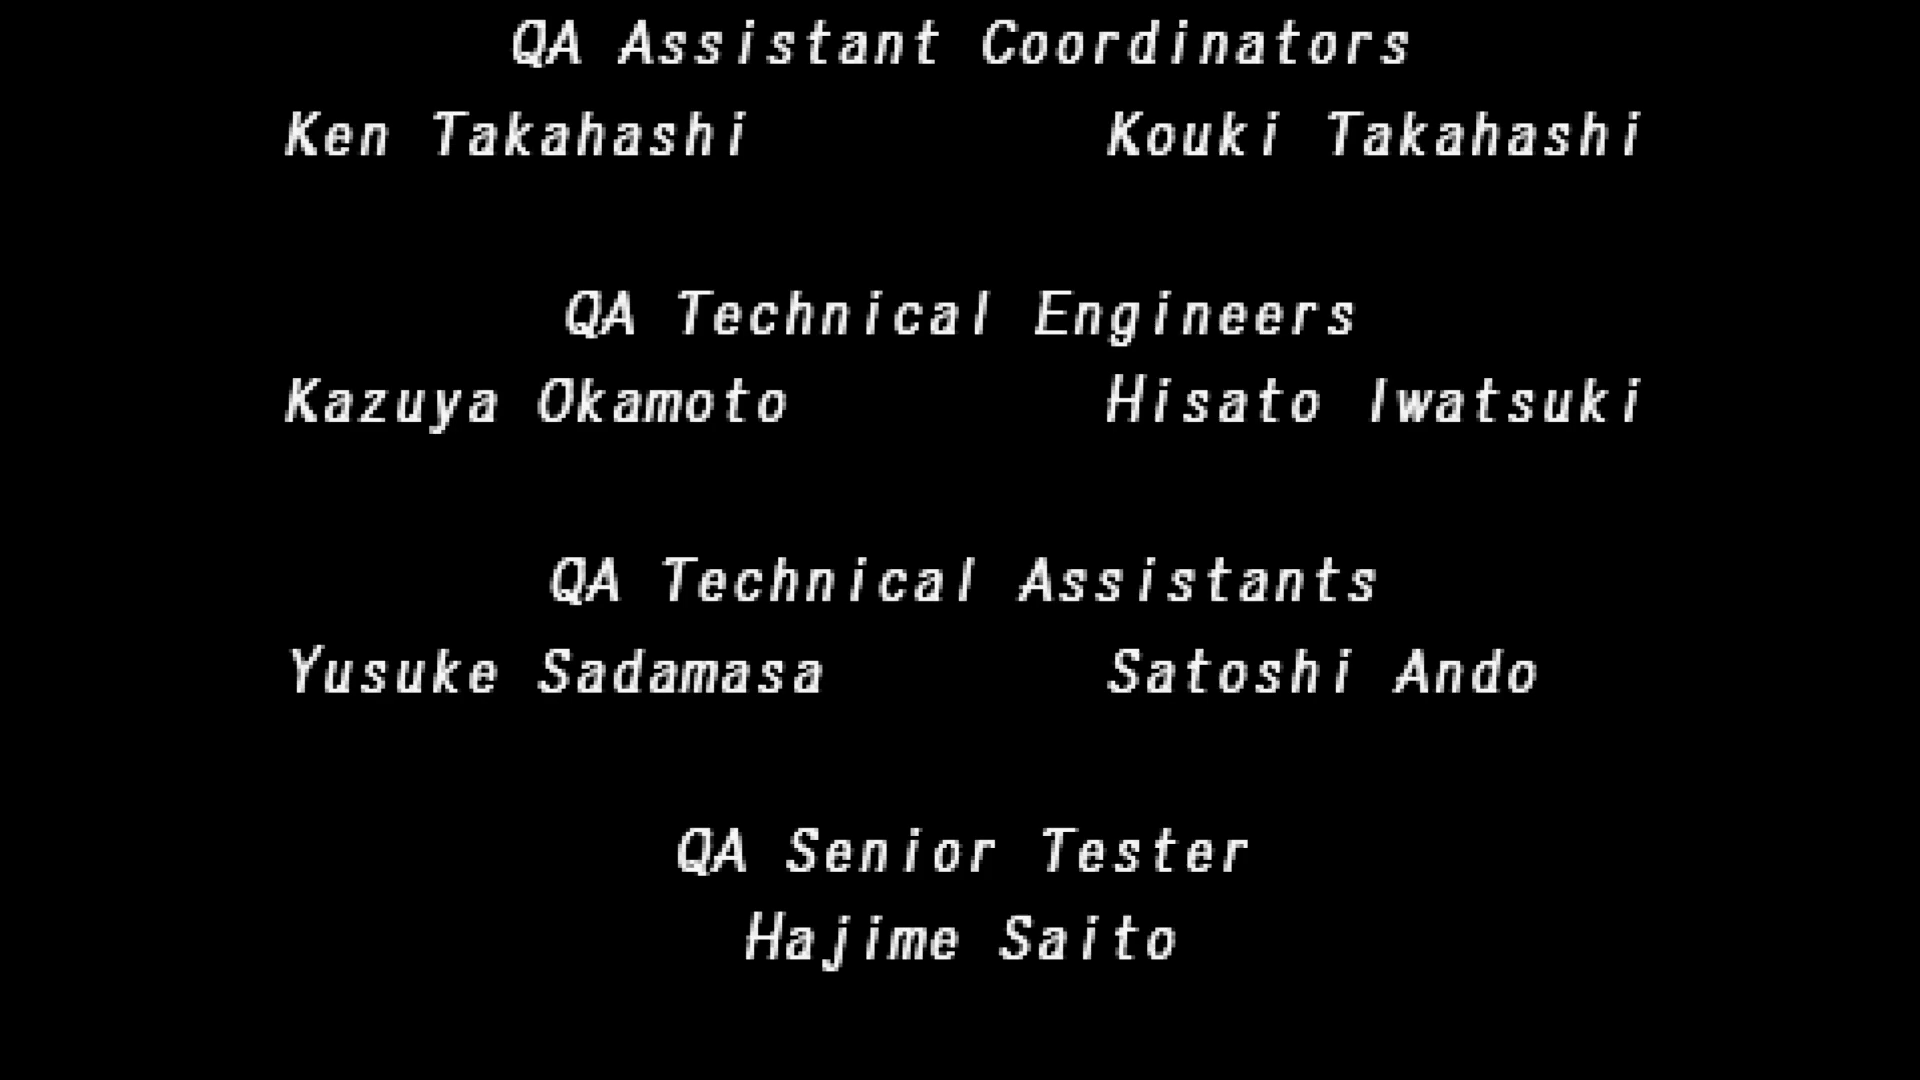 QA Assistant Coordinators
Ken Takahashi Kouki Takahashi
QA Technical Engineers
Kazuya Okamoto Hisato Iwatsuki
QA Technical Assistants
Yusuke Sadamasa Satoshi Ando
QA Senior Tester
Hajime Saito